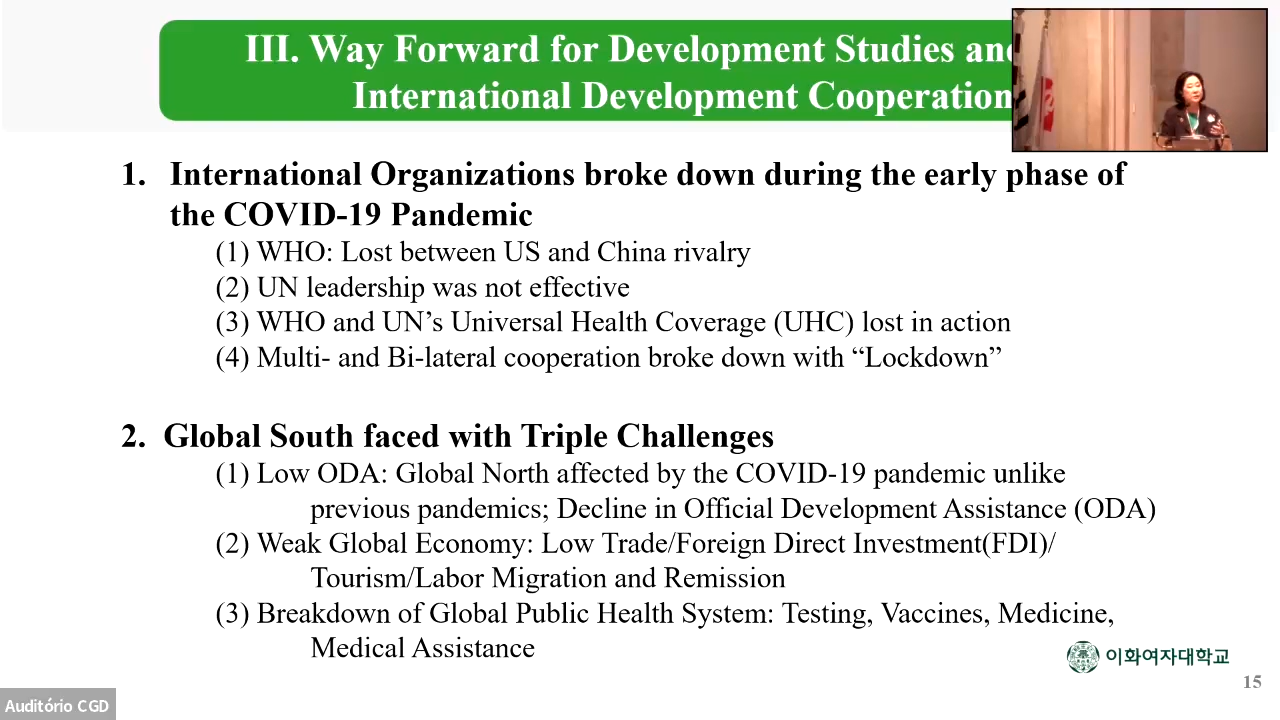 III. Way Forward for Development Studies and
International Development Cooperation
1. International Organizations broke down during the early phase of
the COVID-19 Pandemic
(1) WHO: Lost between US and China rivalry
(2) UN leadership was not effective
(3) WHO and UN’s Universal Health Coverage (UHC) lost in action
(4) Multi- and Bi-lateral cooperation broke down with “Lockdown”
2. Global South faced with Triple Challenges
(1) Low ODA: Global North affected by the COVID-19 pandemic unlike
previous pandemics; Decline in Official Development Assistance (ODA)
(2) Weak Global Economy: Low Trade/Foreign Direct Investment(FDI)/
Tourism/Labor Migration and Remission
(3) Breakdown of Global Public Health System: Testing, Vaccines, Medicine,
Medical Assistance
이화여자대학교
15
Auditório CGD